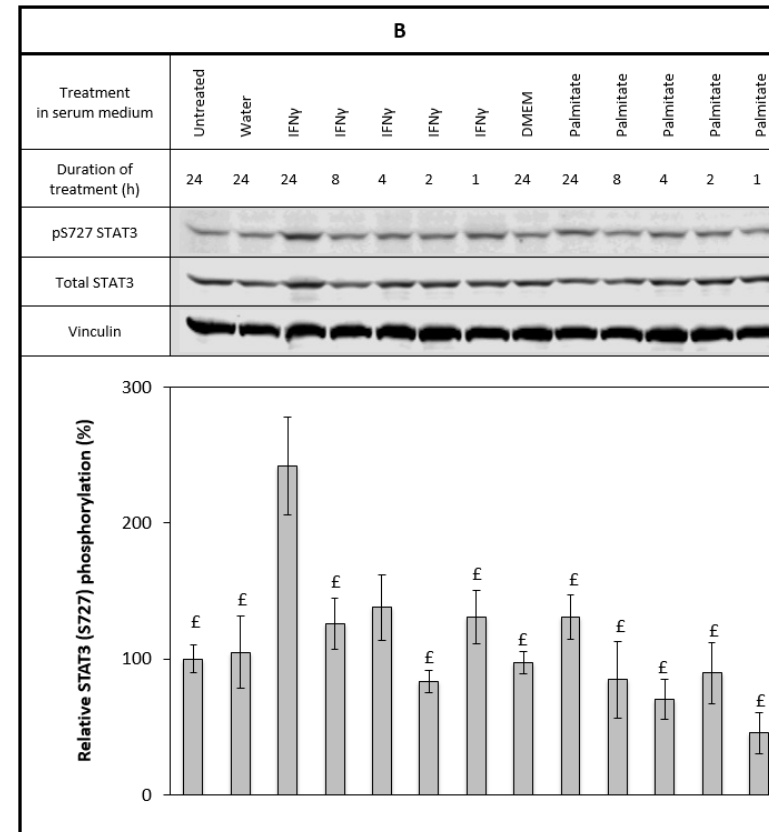 B
Treatment
in serum medium
Untreated
Water
IFNγ
IFNγ
IFNγ
IFNγ
IFNγ
DMEM
Palmitate
Palmitate
Palmitate
Palmitate
Palmitate
Duration of
treatment (h)
24 24 24 8 4 2 1 24 24 8 4 2 1
pS727 STAT3
Total STAT3
Vinculin
Relative STAT3 (S727) phosphorylation (%)
300
200
100
0
£ £ £ £ £ £ £ £ £ £ £